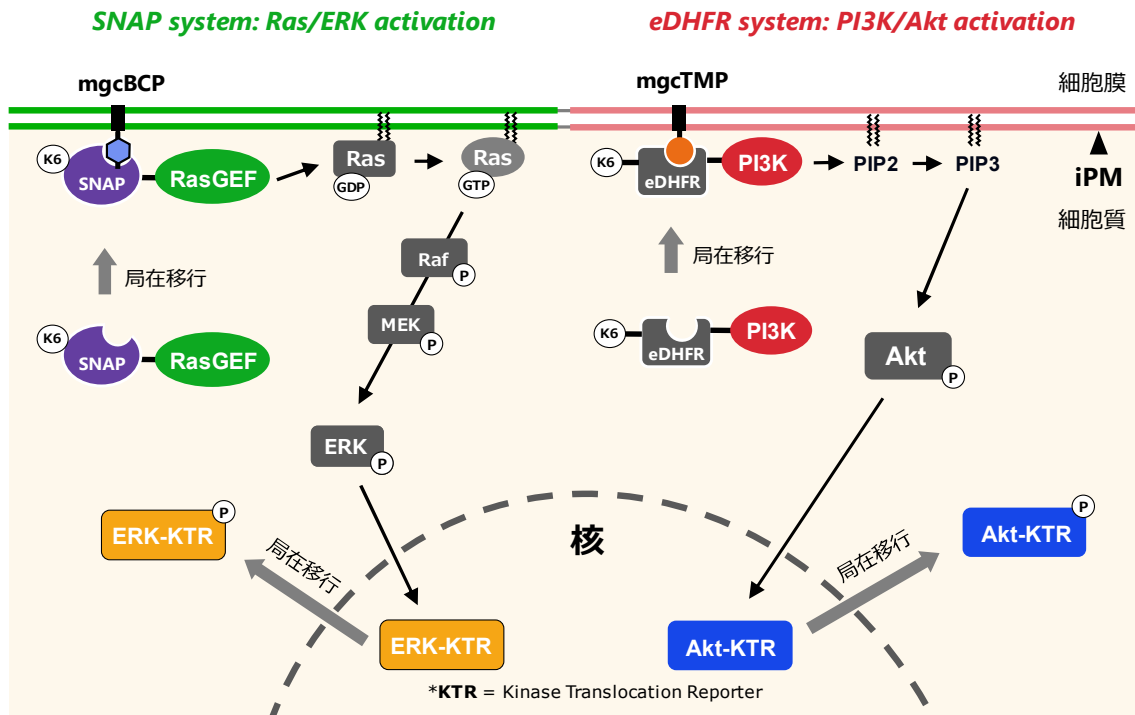 SNAP system: Ras/ERK activation
eDHFR system: PI3K/Akt activation
mgcBCP
mgcTMP
細胞膜
K6
SNAP
RasGEF
Ras
GDP
Ras
GTP
K6
eDHFR
PI3K
PIP2
PIP3
iPM
細胞質
局在移行
Raf
P
局在移行
MEK
P
K6
SNAP
RasGEF
K6
eDHFR
PI3K
Akt
P
ERK
P
ERK-KTR
P
局在移行
核
局在移行
Akt-KTR
P
ERK-KTR
Akt-KTR
*KTR = Kinase Translocation Reporter